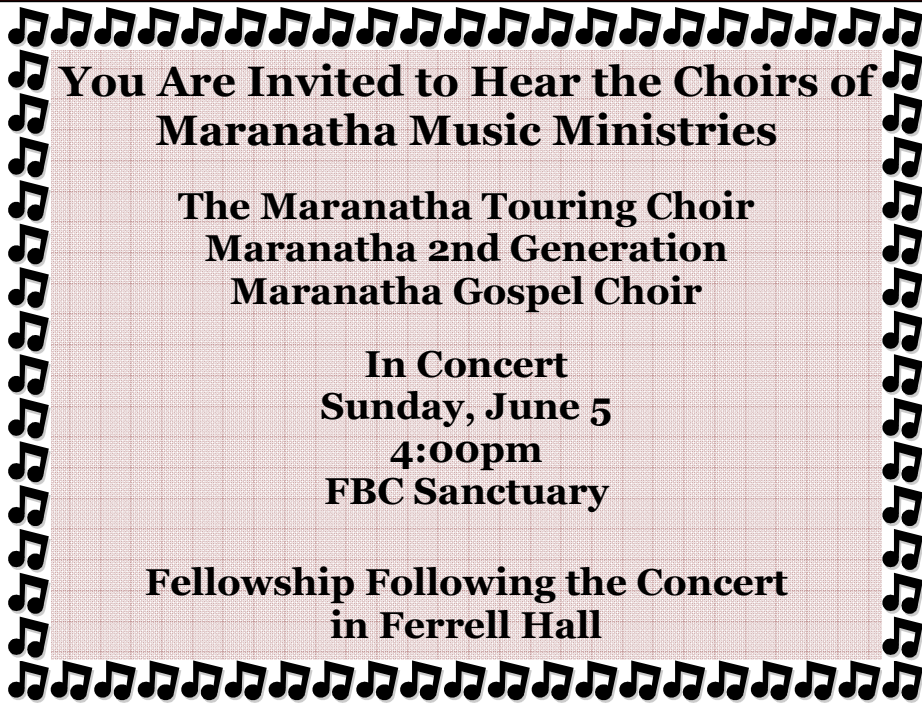 You Are Invited to Hear the Choirs of
Maranatha Music Ministries
The Maranatha Touring Choir
Maranatha 2nd Generation
Maranatha Gospel Choir
In Concert
Sunday, June 5
4:00pm
FBC Sanctuary
Fellowship Following the Concert
in Ferrell Hall